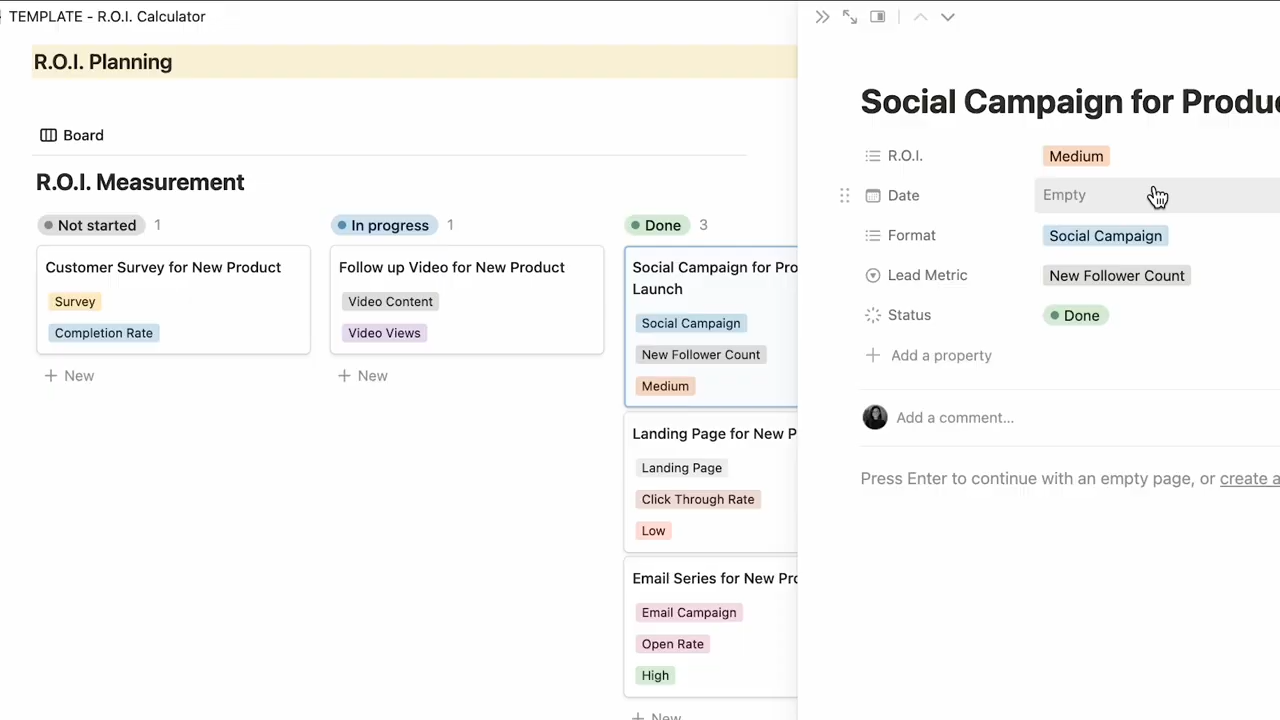 TEMPLATE - R.O.I. Calculator
R.O.I. Planning
Board
R.O.I. Measurement
Not started 1
Customer Survey for New Product
Survey
Completion Rate
+ New
In progress 1
Follow up Video for New Product
Video Content
Video Views
+ New
Done 3
Social Campaign for Pro
Launch
Social Campaign
New Follower Count
Medium
Landing Page for New P
Landing Page
Click Through Rate
Low
Email Series for New Pro
Email Campaign
Open Rate
High
+ New
Social Campaign for Produc
R.O.I. Medium
Date Empty
Format Social Campaign
Lead Metric New Follower Count
Status Done
+ Add a property
Add a comment...
Press Enter to continue with an empty page, or create a